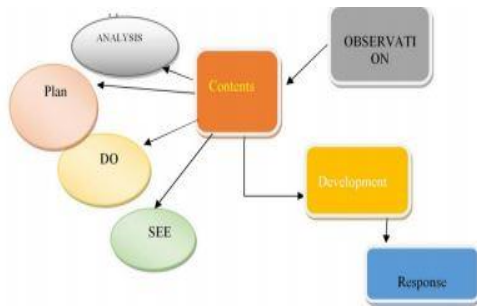 ANALYSIS
OBSERVATI
ON
Plan
Contents
DO
Development
SEE
Response